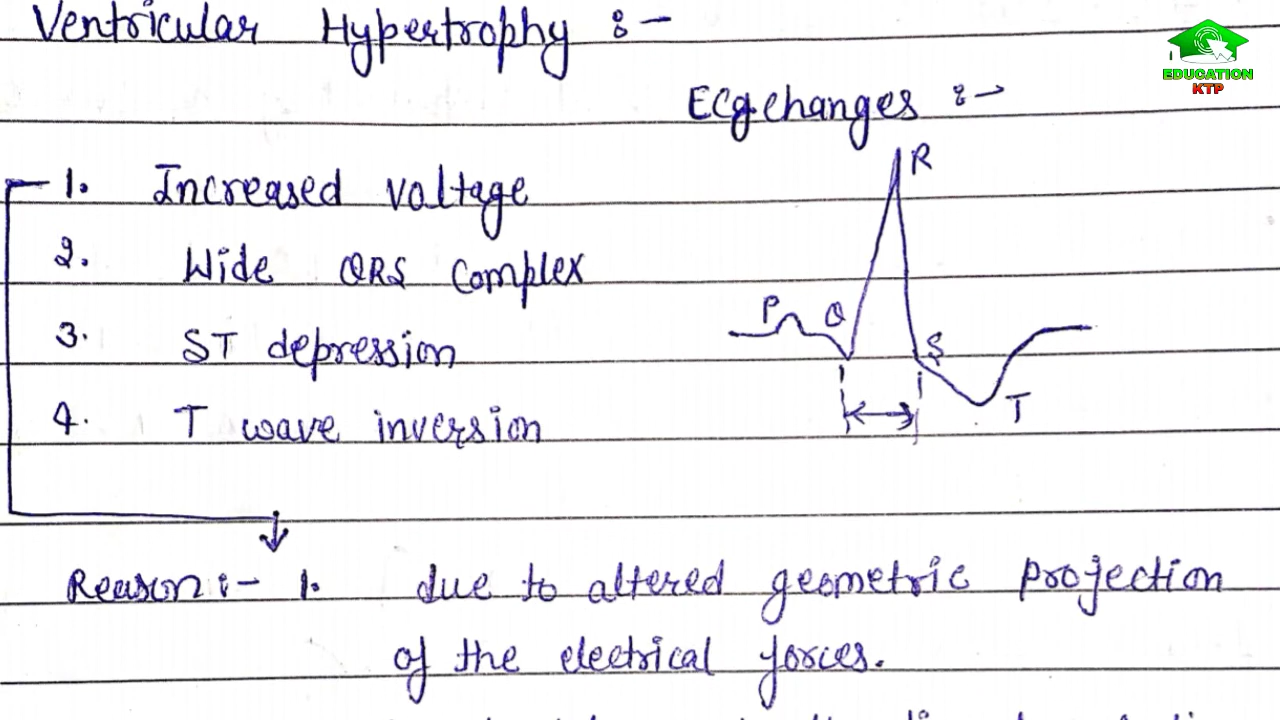 Ventricular Hypertrophy :-
EDUCATION
KTP
ECg changes :-
1. Increased voltage
2. Wide QRS Complex
3. ST depression
4. T wave inversion
R
P
Q
S
T
Reason :- 1. due to altered geometric projection
of the electrical forces.